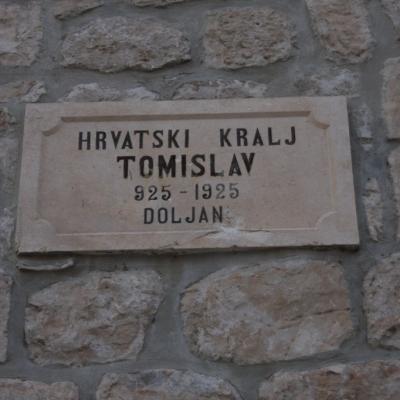 HRVATSKI KRALJ
TOMISLAV
925-1925
DOLJAN